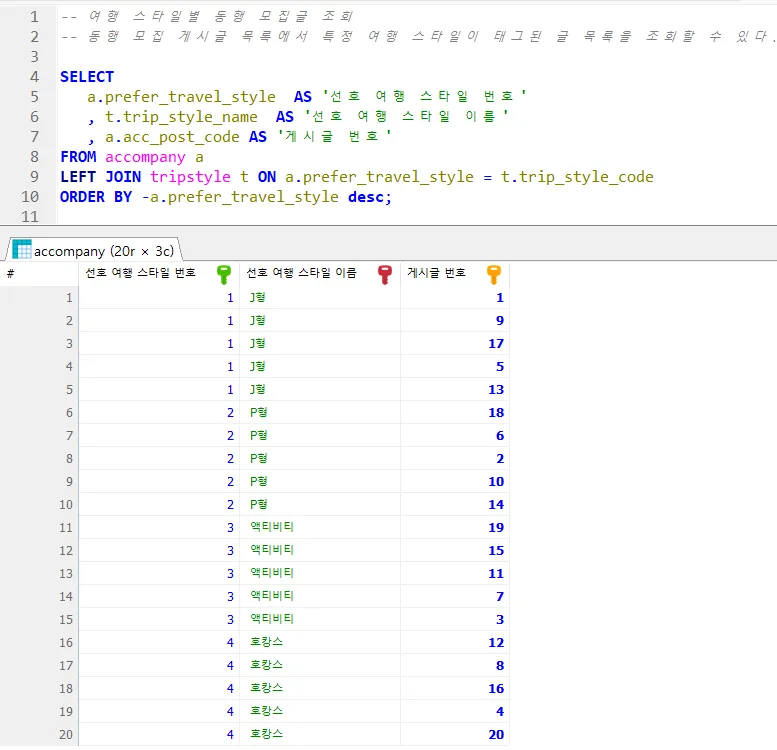 1 -- 여행 스타일별 동행 모집글 조회
2 -- 동행 모집 게시글 목록에서 특정 여행 스타일이 태그된 글 목록을 조회할 수 있다.
3
4 SELECT
5 a.prefer_travel_style AS '선호 여행 스타일 번호'
6 , t.trip_style_name AS '선호 여행 스타일 이름'
7 , a.acc_post_code AS '게시글 번호'
8 FROM accompany a
9 LEFT JOIN tripstyle t ON a.prefer_travel_style = t.trip_style_code
10 ORDER BY -a.prefer_travel_style desc;
11
accompany (20r × 3c)
# 선호 여행 스타일 번호 선호 여행 스타일 이름 게시글 번호
1 1 J형 1
2 1 J형 9
3 1 J형 17
4 1 J형 5
5 1 J형 13
6 2 P형 18
7 2 P형 6
8 2 P형 2
9 2 P형 10
10 2 P형 14
11 3 액티비티 19
12 3 액티비티 15
13 3 액티비티 11
14 3 액티비티 7
15 3 액티비티 3
16 4 호캉스 12
17 4 호캉스 8
18 4 호캉스 16
19 4 호캉스 4
20 4 호캉스 20